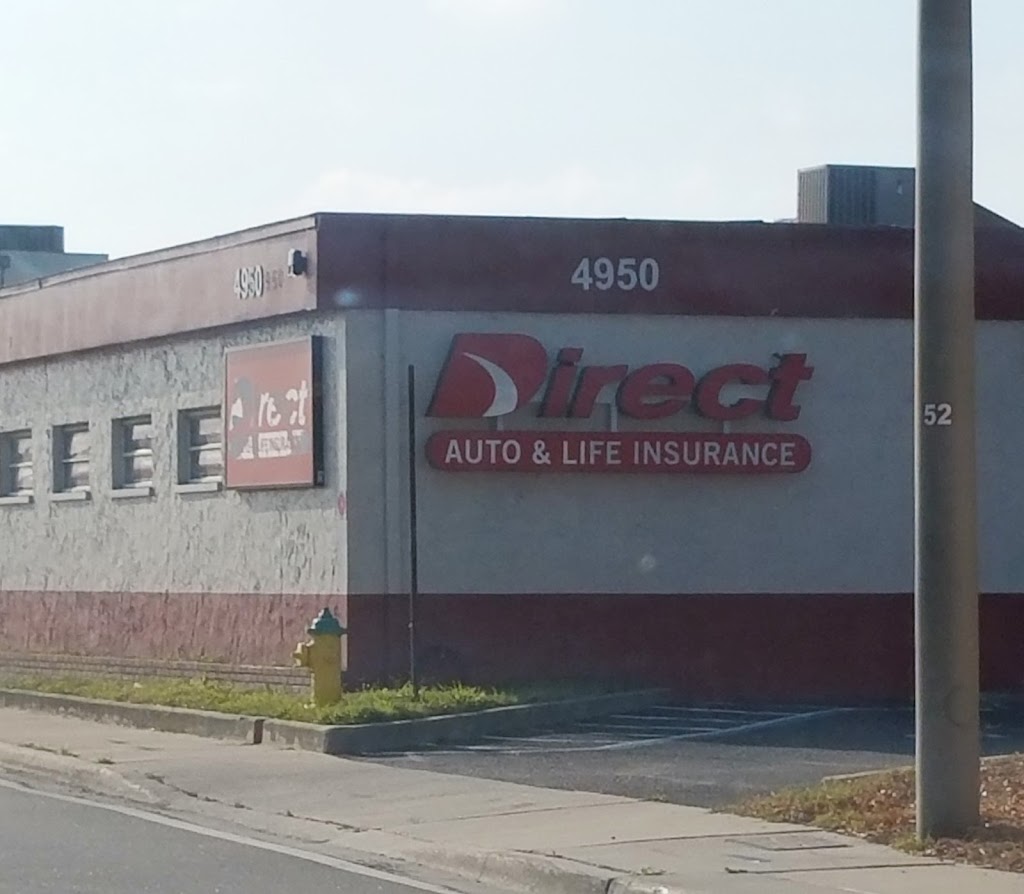 4950
4950
Direct
AUTO & LIFE INSURANCE
52